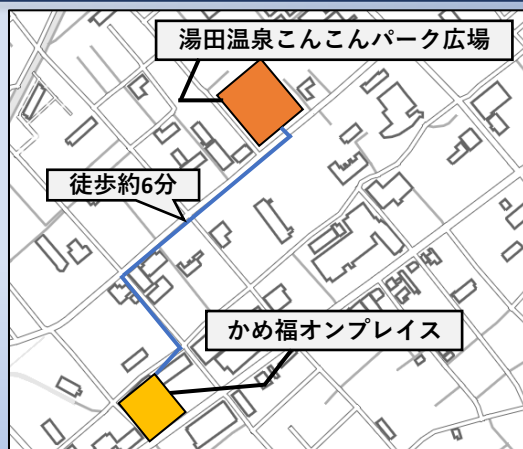 湯田温泉こんこんパーク広場
徒歩約6分
かめ福オンプレイス